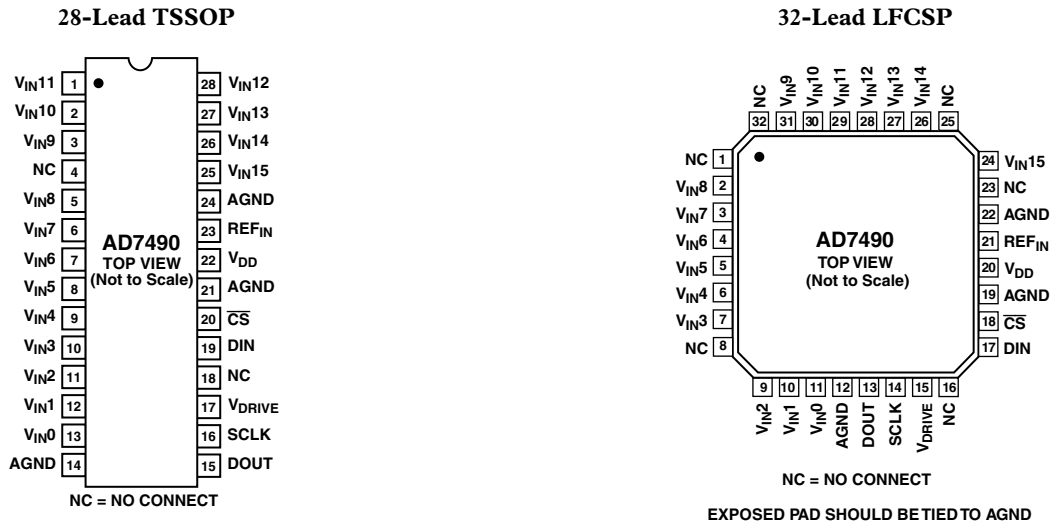 28-Lead TSSOP
VIN11 1
VIN10 2
VIN9 3
NC 4
VIN8 5
VIN7 6
VIN6 7
VIN5 8
VIN4 9
VIN3 10
VIN2 11
VIN1 12
VIN0 13
AGND 14
AD7490
TOP VIEW
(Not to Scale)
28 VIN12
27 VIN13
26 VIN14
25 VIN15
24 AGND
23 REFIN
22 VDD
21 AGND
20 CS
19 DIN
18 NC
17 VDRIVE
16 SCLK
15 DOUT
NC = NO CONNECT
32-Lead LFCSP
NC 32
VIN9 31
VIN10 30
VIN11 29
VIN12 28
VIN13 27
VIN14 26
NC 25
NC 1
VIN8 2
VIN7 3
VIN6 4
VIN5 5
VIN4 6
VIN3 7
NC 8
AD7490
TOP VIEW
(Not to Scale)
24 VIN15
23 NC
22 AGND
21 REFIN
20 VDD
19 AGND
18 CS
17 DIN
9 VIN2
10 VIN1
11 VIN0
12 AGND
13 DOUT
14 SCLK
15 VDRIVE
16 NC
NC = NO CONNECT
EXPOSED PAD SHOULD BE TIED TO AGND